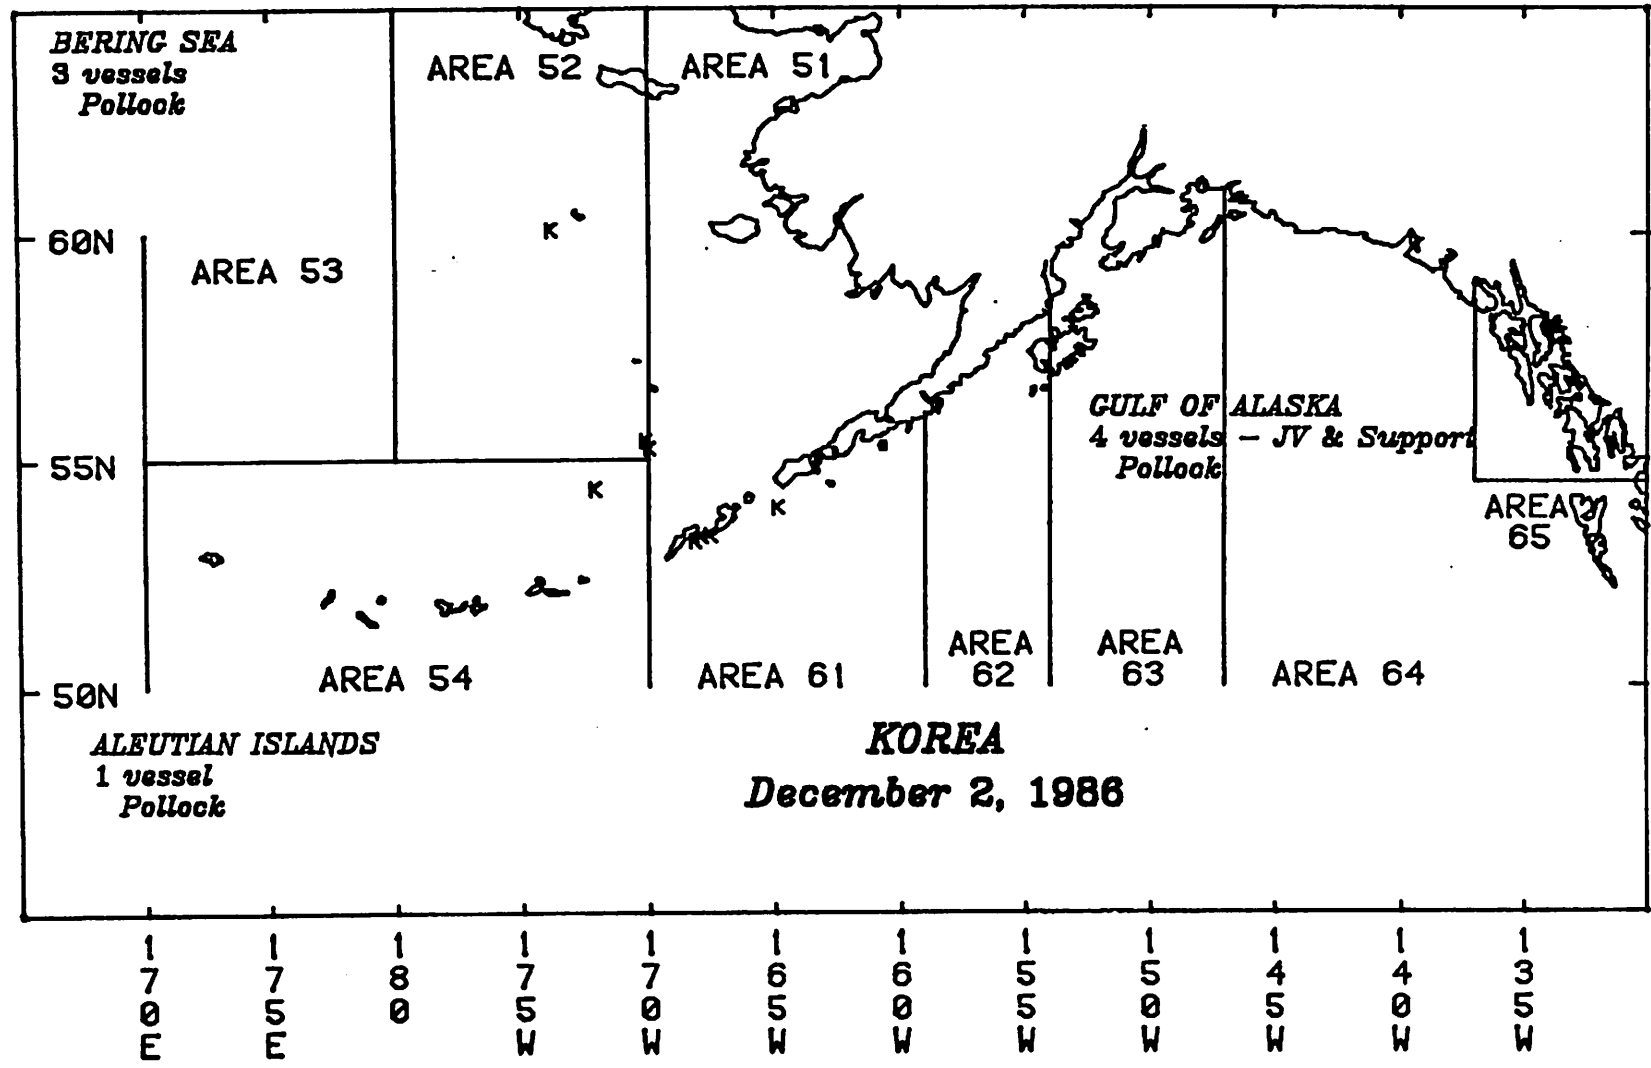 BERING SEA
3 vessels
Pollock
AREA 52
AREA 51
K
60N
AREA 53
GULF OF ALASKA
4 vessels - JV & Support
Pollock
K
K
55N
K
K
AREA
65
K
K
AREA 54
AREA 61
AREA
62
AREA
63
AREA 64
50N
ALEUTIAN ISLANDS
1 vessel
Pollock
KOREA
December 2, 1986
170E
175E
180
175W
170W
165W
160W
155W
150W
145W
140W
135W